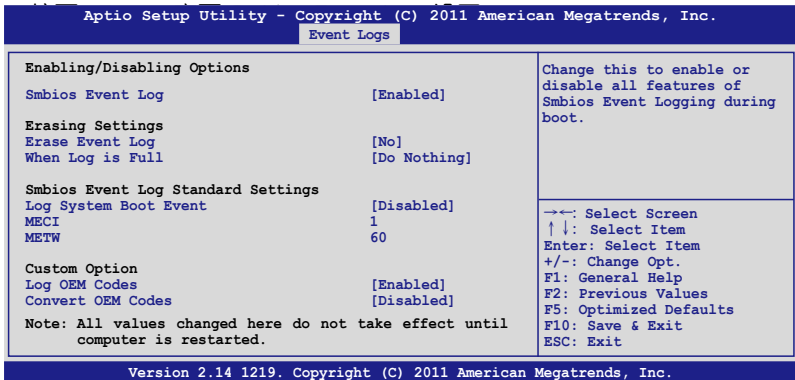 Aptio Setup Utility - Copyright (C) 2011 American Megatrends, Inc.
Event Logs
Enabling/Disabling Options
Smbios Event Log [Enabled]
Erasing Settings
Erase Event Log [No]
When Log is Full [Do Nothing]
Smbios Event Log Standard Settings
Log System Boot Event [Disabled]
MECI 1
METW 60
Custom Option
Log OEM Codes [Enabled]
Convert OEM Codes [Disabled]
Note: All values changed here do not take effect until
computer is restarted.
Change this to enable or
disable all features of
Smbios Event Logging during
boot.
→←: Select Screen
↑↓: Select Item
Enter: Select Item
+/-: Change Opt.
F1: General Help
F2: Previous Values
F5: Optimized Defaults
F10: Save & Exit
ESC: Exit
Version 2.14 1219. Copyright (C) 2011 American Megatrends, Inc.